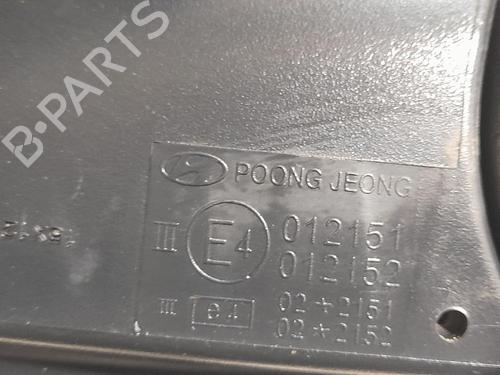 B-PARTS
POONG JEONG
III E4 012151
012152
III e4 02*2151
02*2152